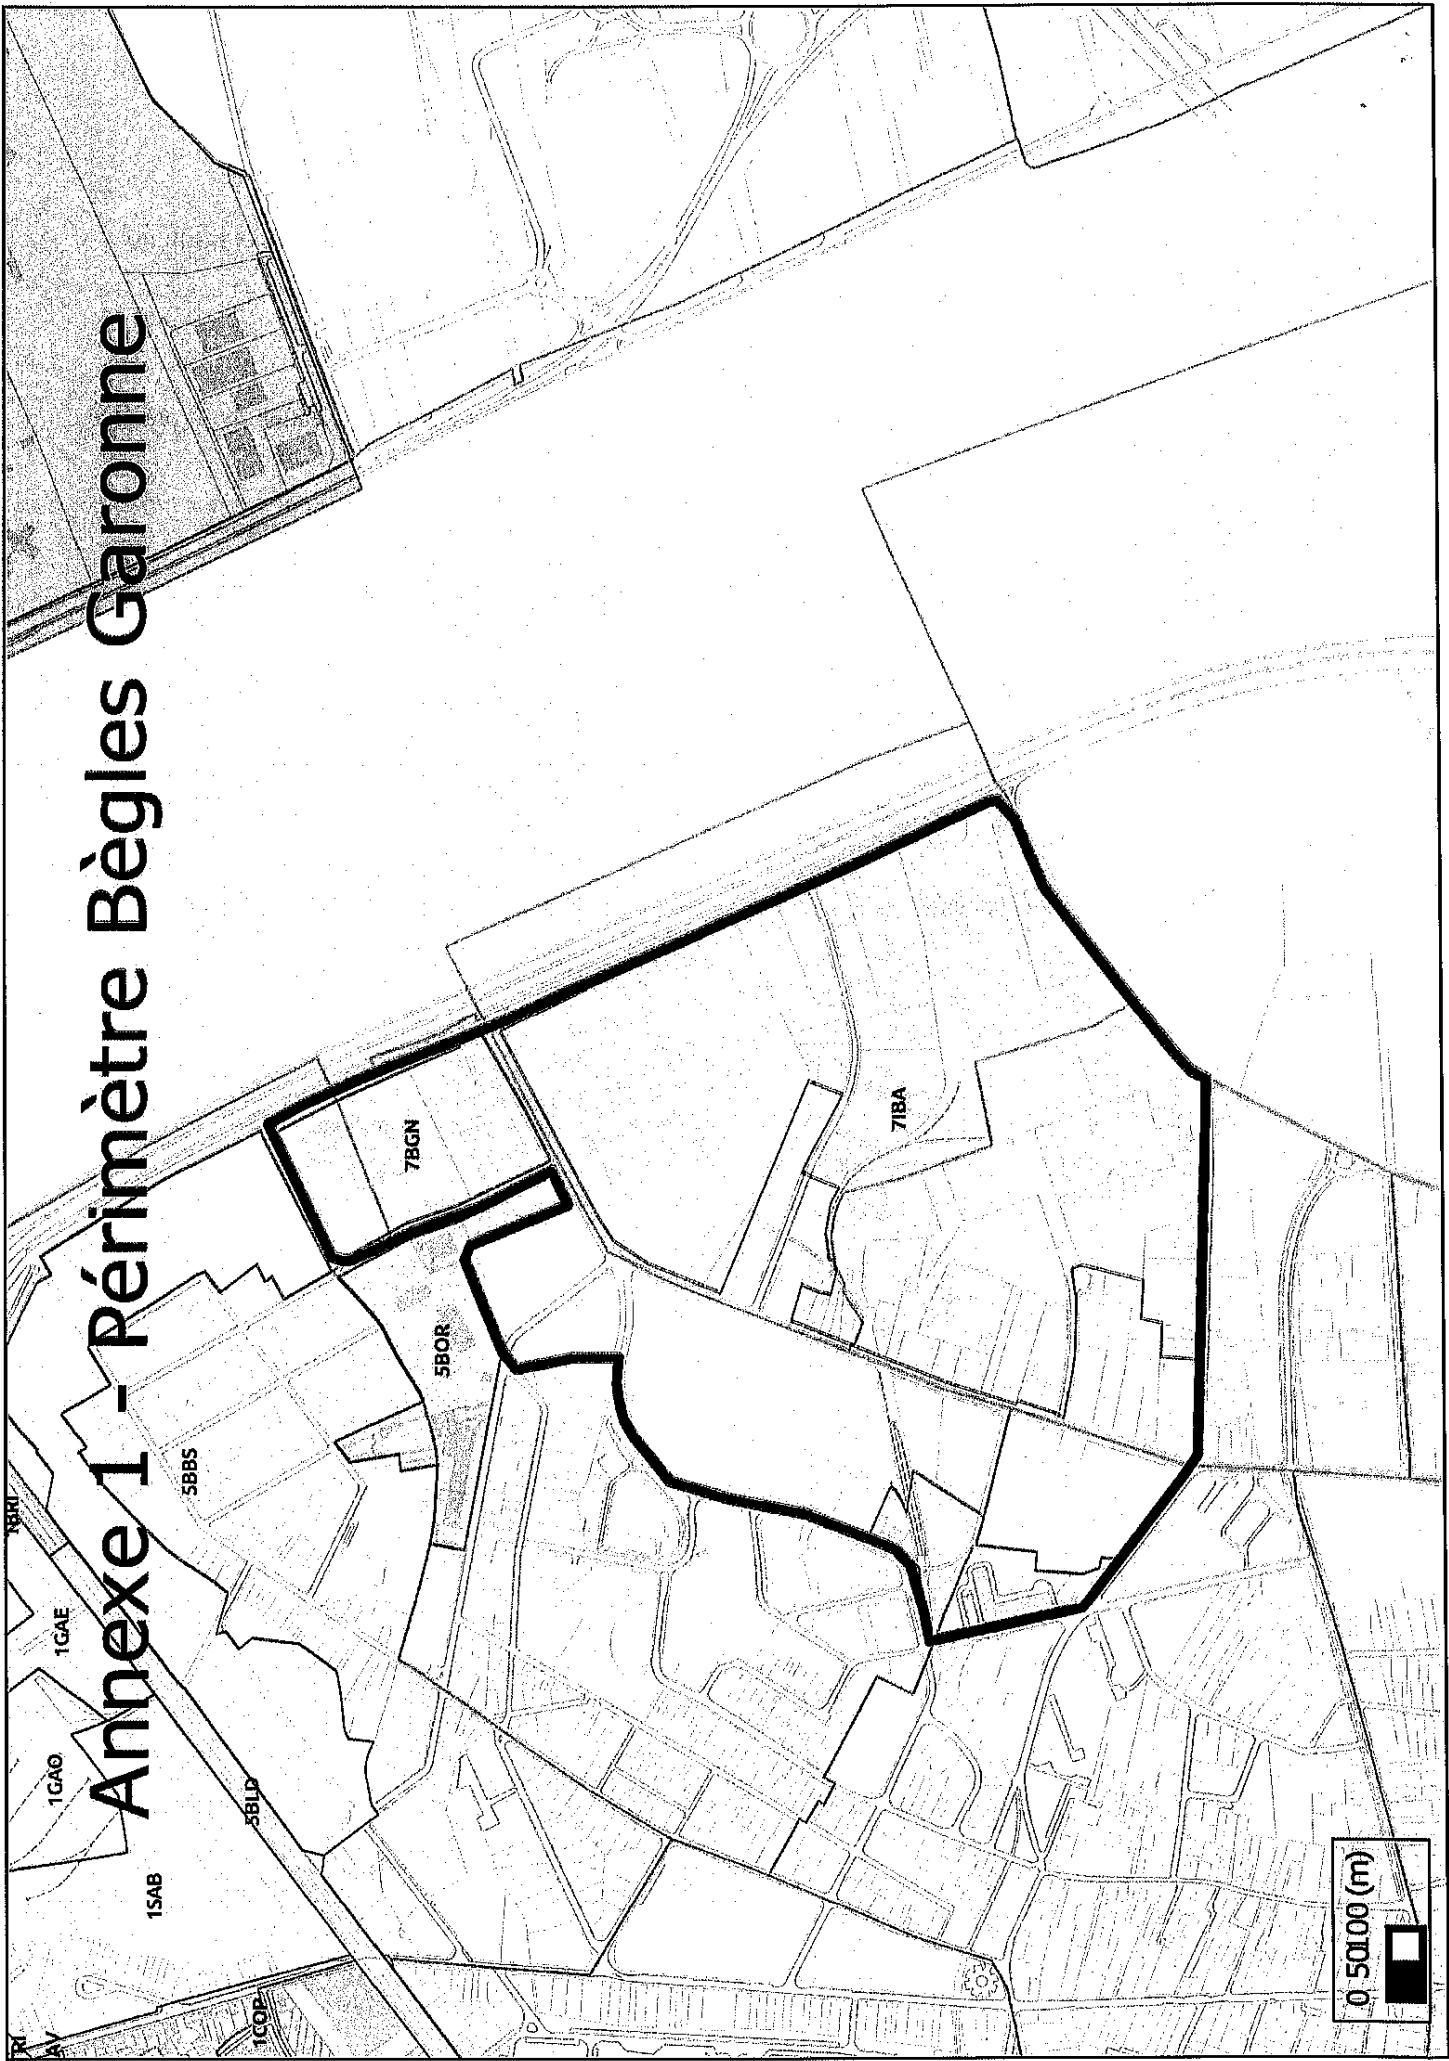 Annexe 1 - Périmètre Bègles Garonne
1GAE
1GAO
1SAB
5BLD
1COP
5BBS
5BOR
7BGN
7IBA
0 50100 (m)